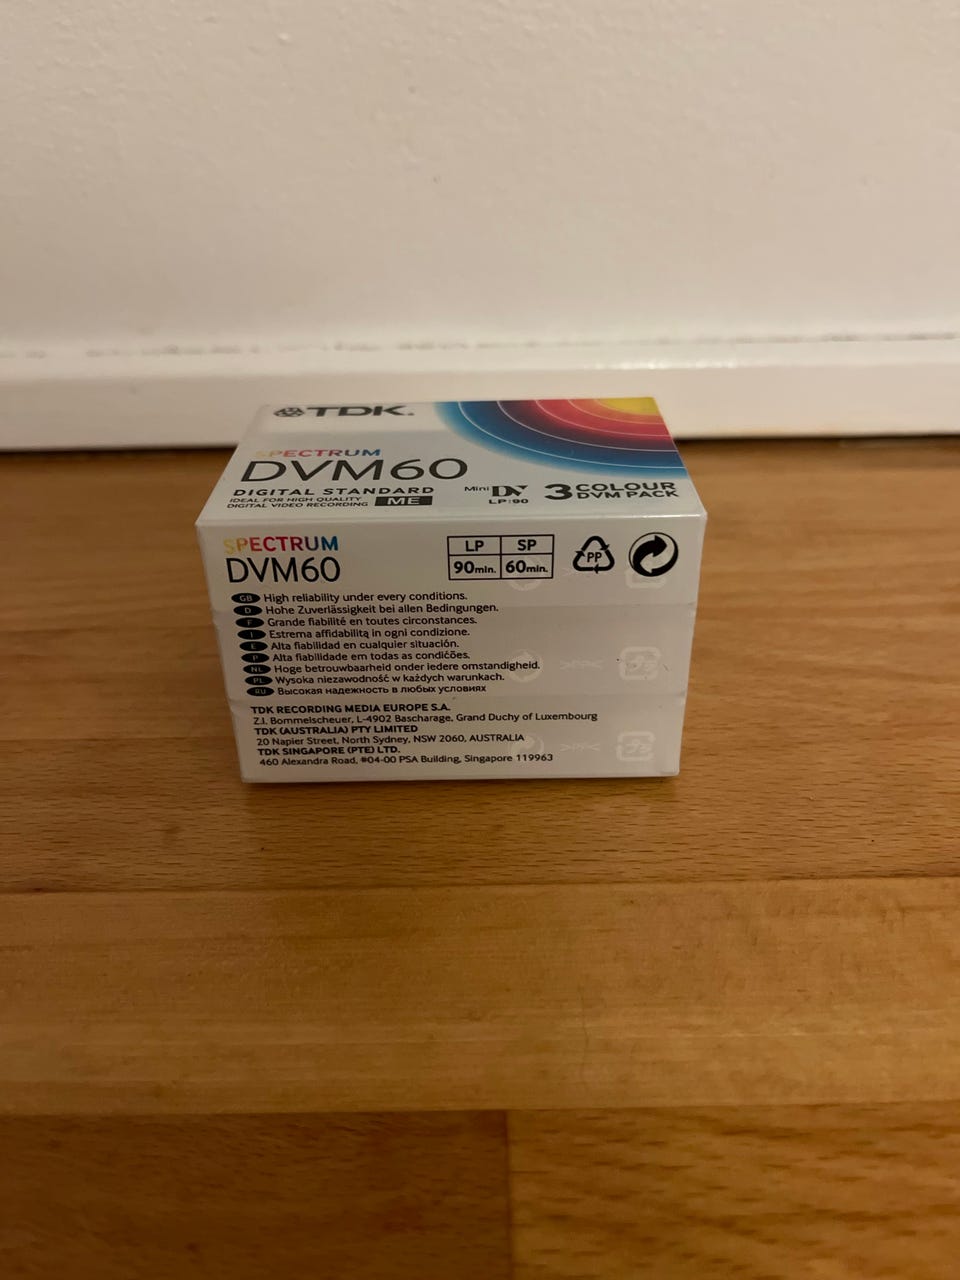 TDK.
SPECTRUM
DVM60
DIGITAL STANDARD
IDEAL FOR HIGH QUALITY
DIGITAL VIDEO RECORDING ME
Mini DV
LP:90
3 COLOUR
DVM PACK
SPECTRUM
DVM60
LP SP
90min. 60min.
PP
GB High reliability under every conditions.
D Hohe Zuverlässigkeit bei allen Bedingungen.
F Grande fiabilité en toutes circonstances.
I Estrema affidabilità in ogni condizione.
E Alta fiabilidad en cualquier situación.
P Alta fiabilidade em todas as condições.
NL Hoge betrouwbaarheid onder iedere omstandigheid.
PL Wysoka niezawodność w każdych warunkach.
RU Высокая надежность в любых условиях
TDK RECORDING MEDIA EUROPE S.A.
Z.I. Bommelscheuer, L-4902 Bascharage, Grand Duchy of Luxembourg
TDK (AUSTRALIA) PTY LIMITED
20 Napier Street, North Sydney, NSW 2060, AUSTRALIA
TDK SINGAPORE (PTE) LTD.
460 Alexandra Road, #04-00 PSA Building, Singapore 119963